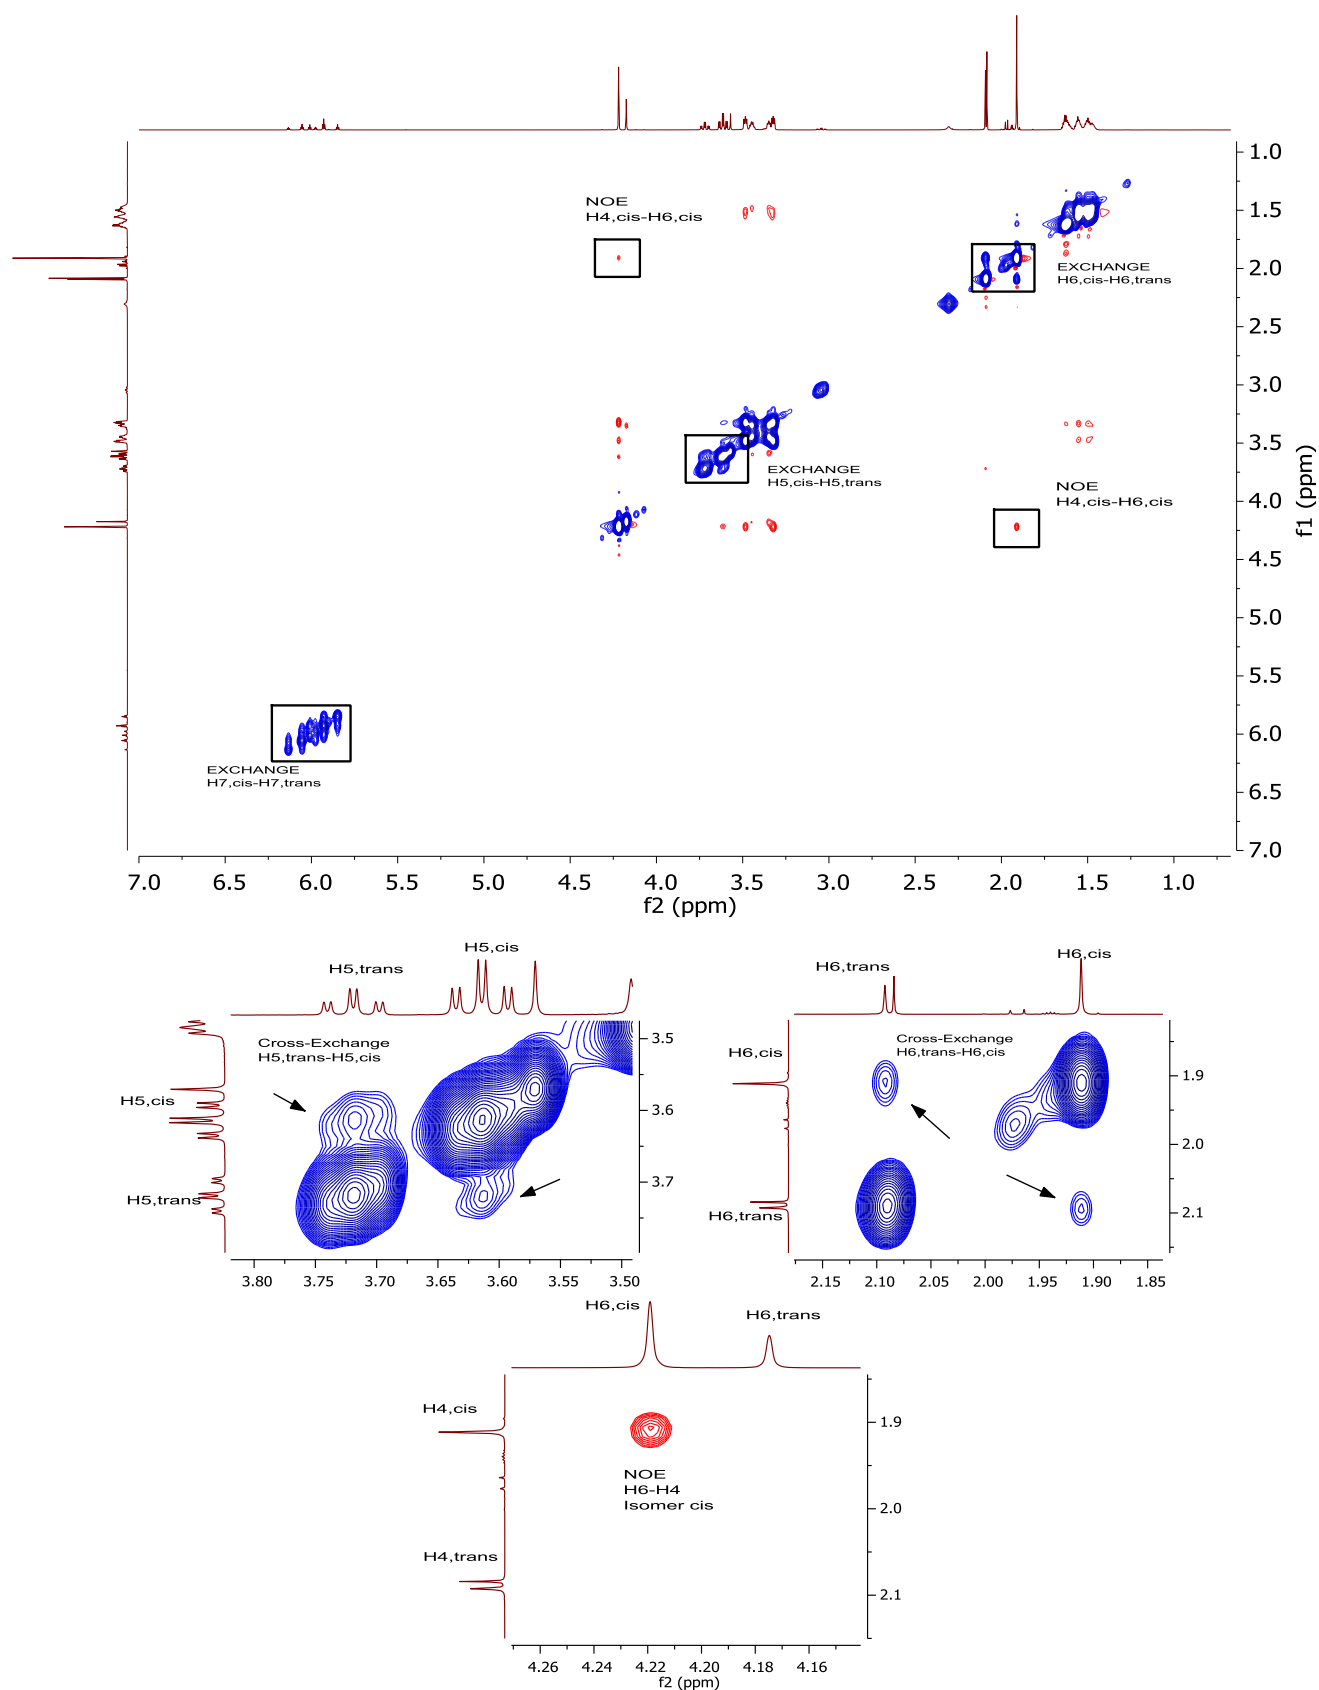 NOE
H4,cis-H6,cis
EXCHANGE
H6,cis-H6,trans
EXCHANGE
H5,cis-H5,trans
NOE
H4,cis-H6,cis
EXCHANGE
H7,cis-H7,trans
1.0
1.5
2.0
2.5
3.0
3.5
4.0
4.5
5.0
5.5
6.0
6.5
7.0
f1 (ppm)
7.0 6.5 6.0 5.5 5.0 4.5 4.0 3.5 3.0 2.5 2.0 1.5 1.0
f2 (ppm)
H5,trans
H5,cis
Cross-Exchange
H5,trans-H5,cis
H5,cis
H5,trans
3.5
3.6
3.7
3.80 3.75 3.70 3.65 3.60 3.55 3.50
H6,trans
H6,cis
Cross-Exchange
H6,trans-H6,cis
H6,cis
H6,trans
1.9
2.0
2.1
2.15 2.10 2.05 2.00 1.95 1.90 1.85
H6,cis
H6,trans
H4,cis
NOE
H6-H4
Isomer cis
H4,trans
1.9
2.0
2.1
4.26 4.24 4.22 4.20 4.18 4.16
f2 (ppm)